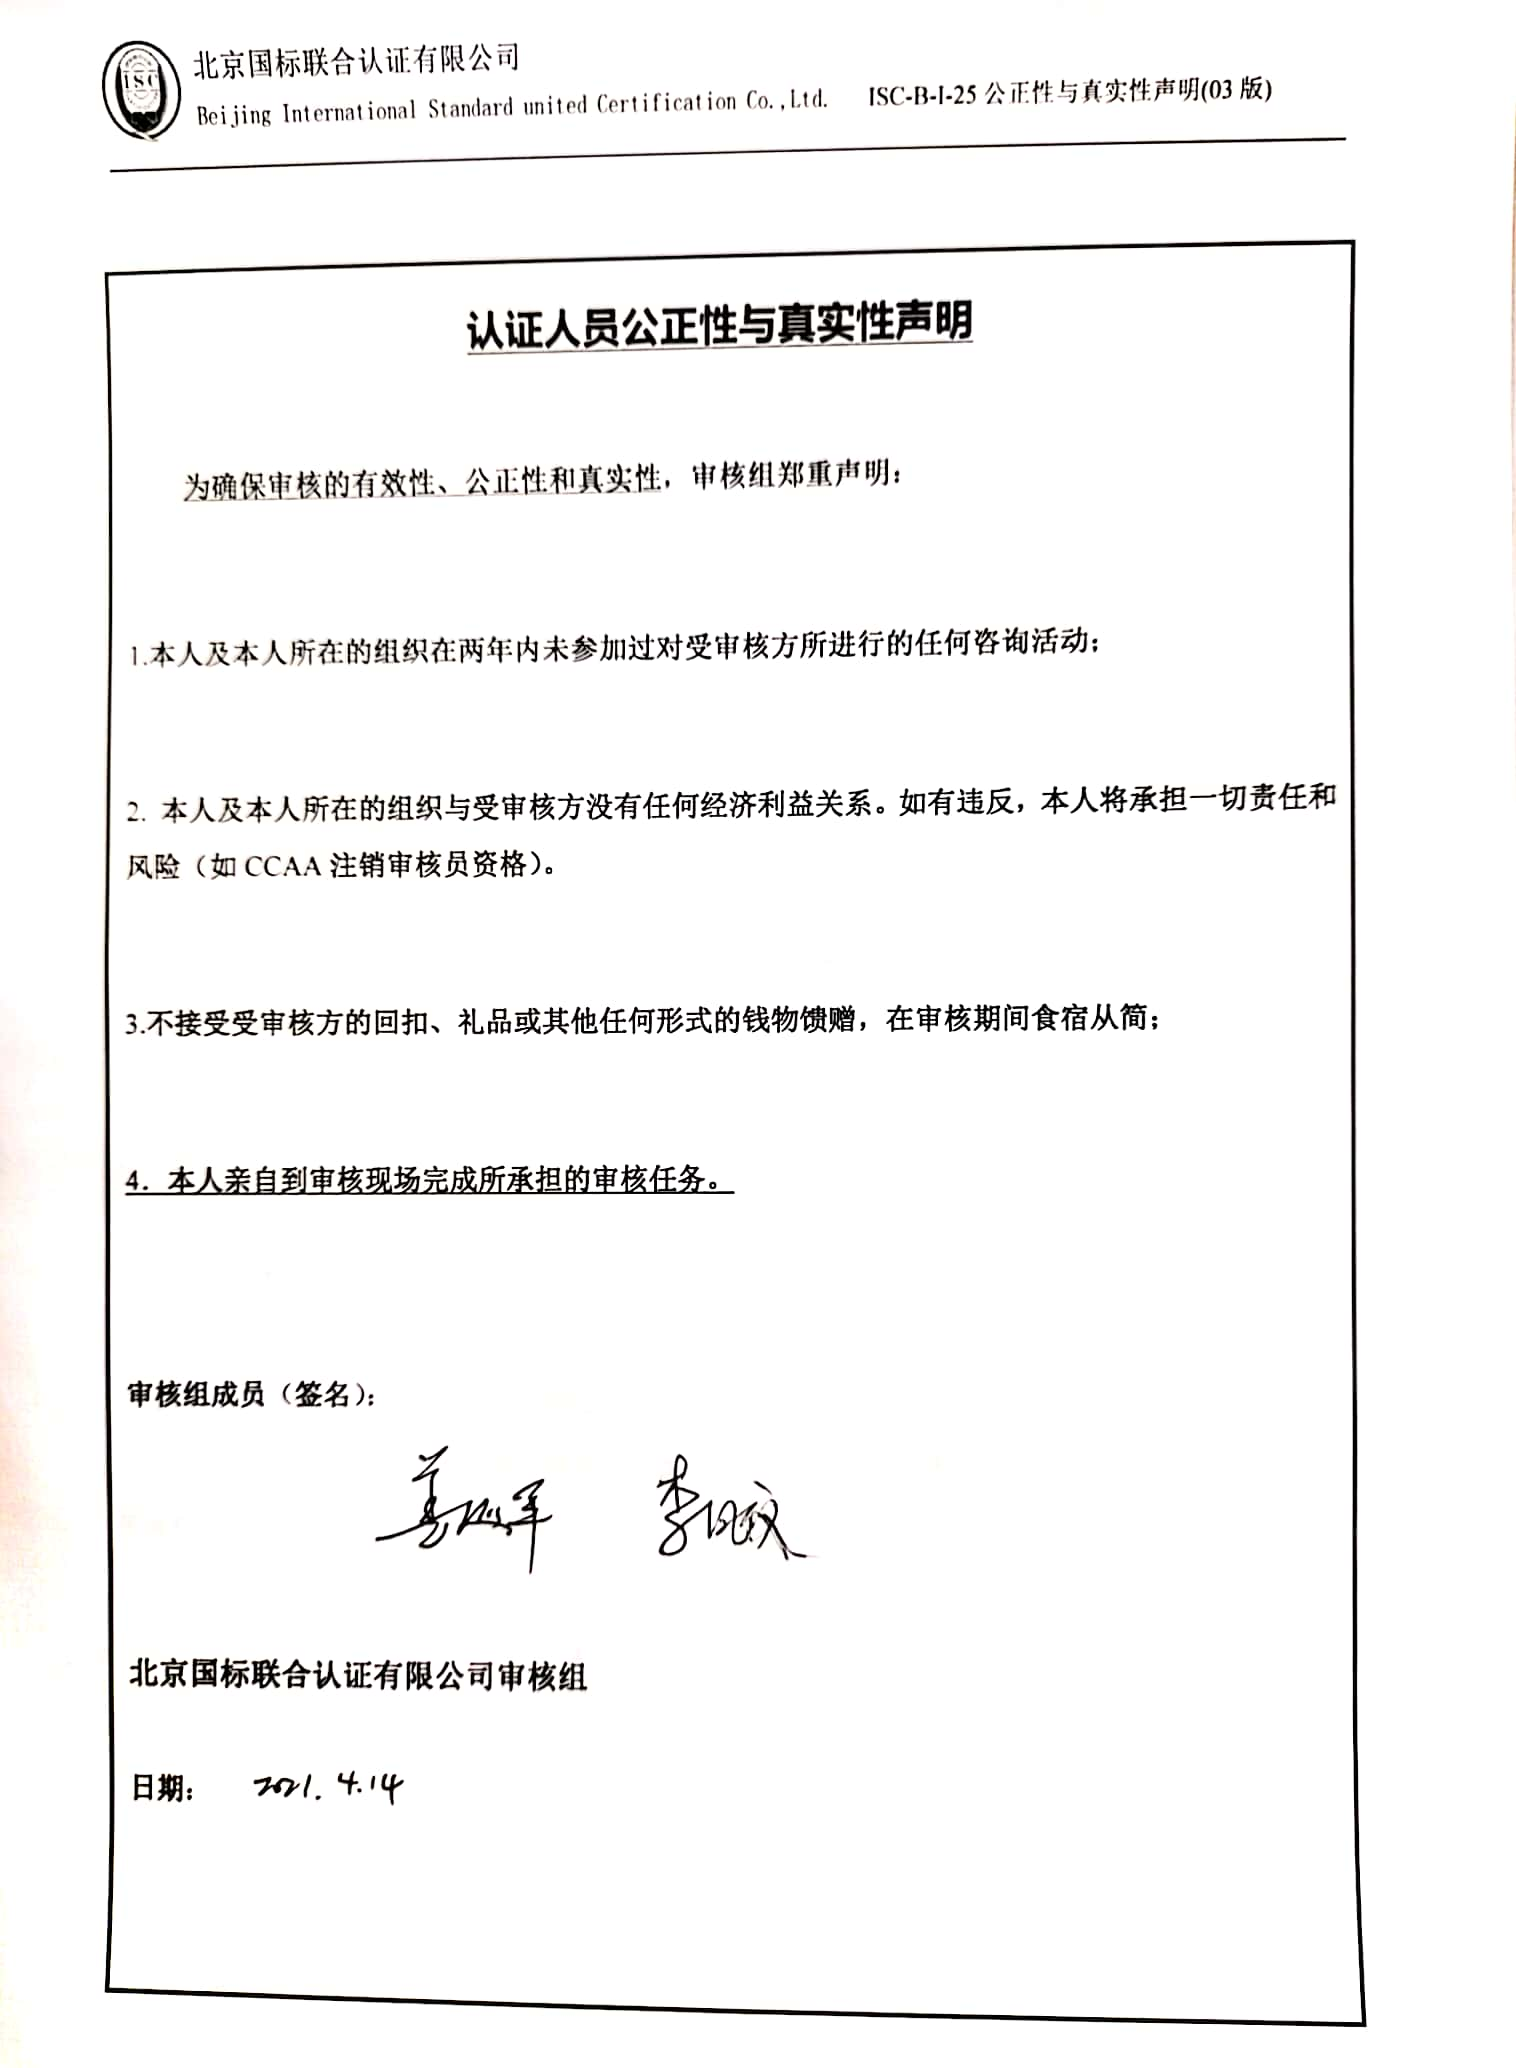 ISC
北京国标联合认证有限公司
Beijing International Standard united Certification Co.,Ltd. ISC-B-I-25 公正性与真实性声明(03 版)
认证人员公正性与真实性声明
为确保审核的有效性、公正性和真实性，审核组郑重声明：
1.本人及本人所在的组织在两年内未参加过对受审核方所进行的任何咨询活动；
2. 本人及本人所在的组织与受审核方没有任何经济利益关系。如有违反，本人将承担一切责任和
风险（如 CCAA 注销审核员资格）。
3.不接受受审核方的回扣、礼品或其他任何形式的钱物馈赠，在审核期间食宿从简；
4. 本人亲自到审核现场完成所承担的审核任务。
审核组成员（签名）：
北京国标联合认证有限公司审核组
日期： 2021.4.14